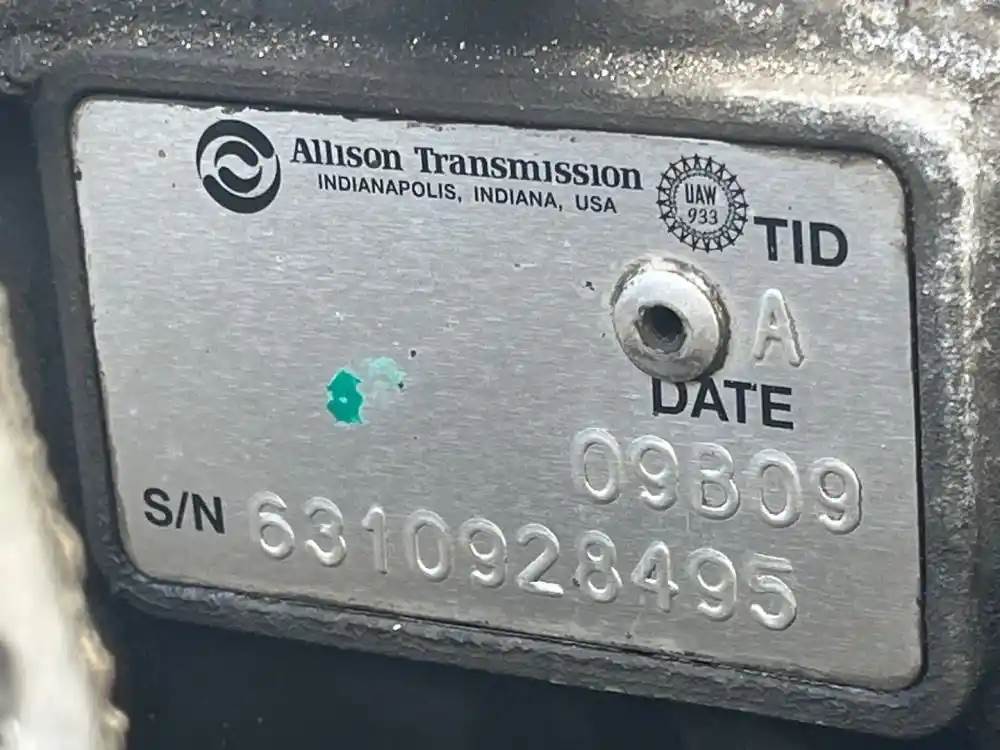 Allison Transmission
INDIANAPOLIS, INDIANA, USA
UAW
933
TID
A
DATE
09B09
S/N 6310928495